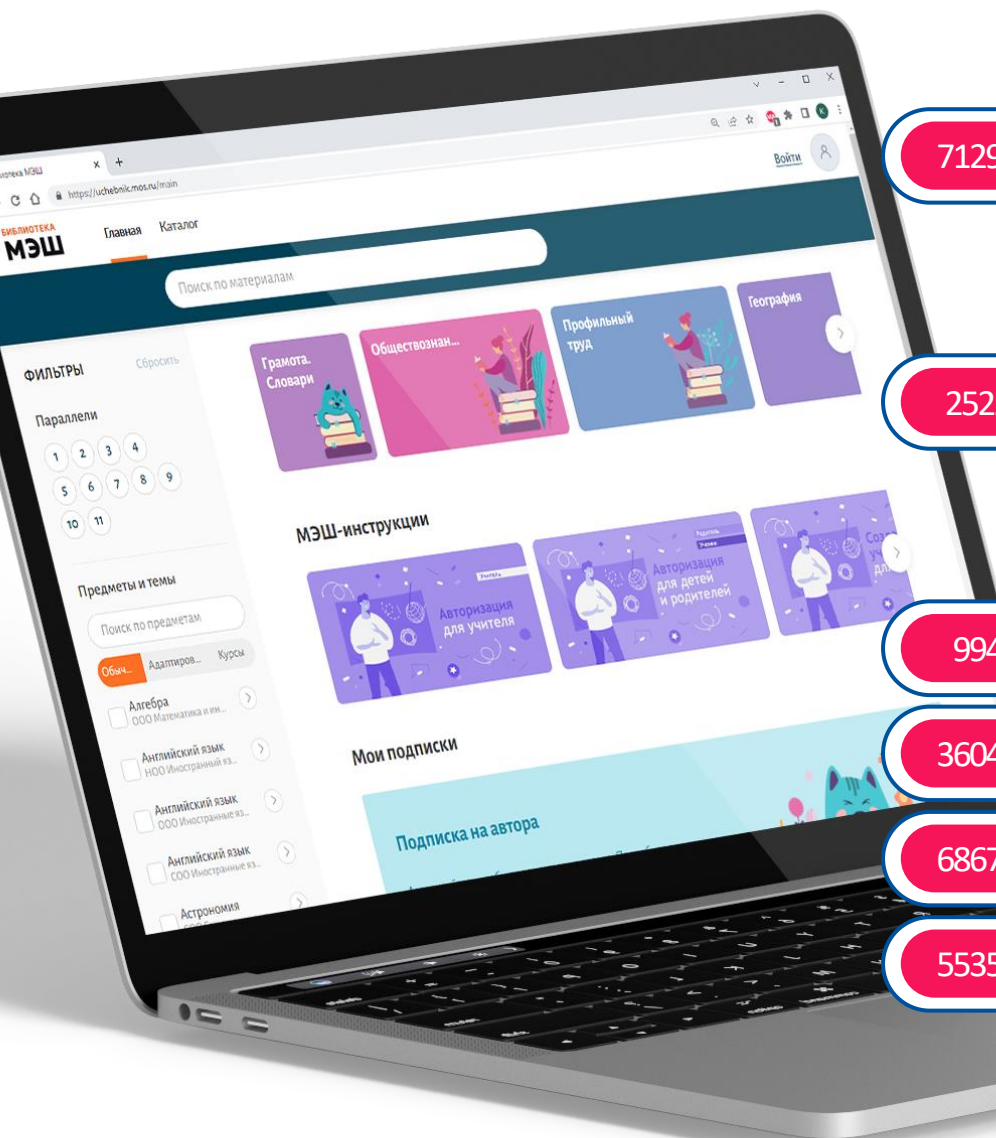 x +
https://uchebnik.mos.ru/main
Войти
БИБЛИОТЕКА
МЭШ
Главная Каталог
Поиск по материалам
ФИЛЬТРЫ Сбросить
Параллели
1 2 3 4
5 6 7 8 9
10 11
Предметы и темы
Поиск по предметам
Обыч... Адаптиров... Курсы
Алгебра
ООО Математика и ин...
Английский язык
НОО Иностранный яз...
Английский язык
ООО Иностранные яз...
Английский язык
СОО Иностранные яз...
Астрономия
Грамота.
Словари
Обществознан...
Профильный
труд
География
МЭШ-инструкции
Учитель
Авторизация
для учителя
Родитель
Ученик
Авторизация
для детей
и родителей
Мои подписки
Подписка на автора
7129
252
994
3604
6867
5535